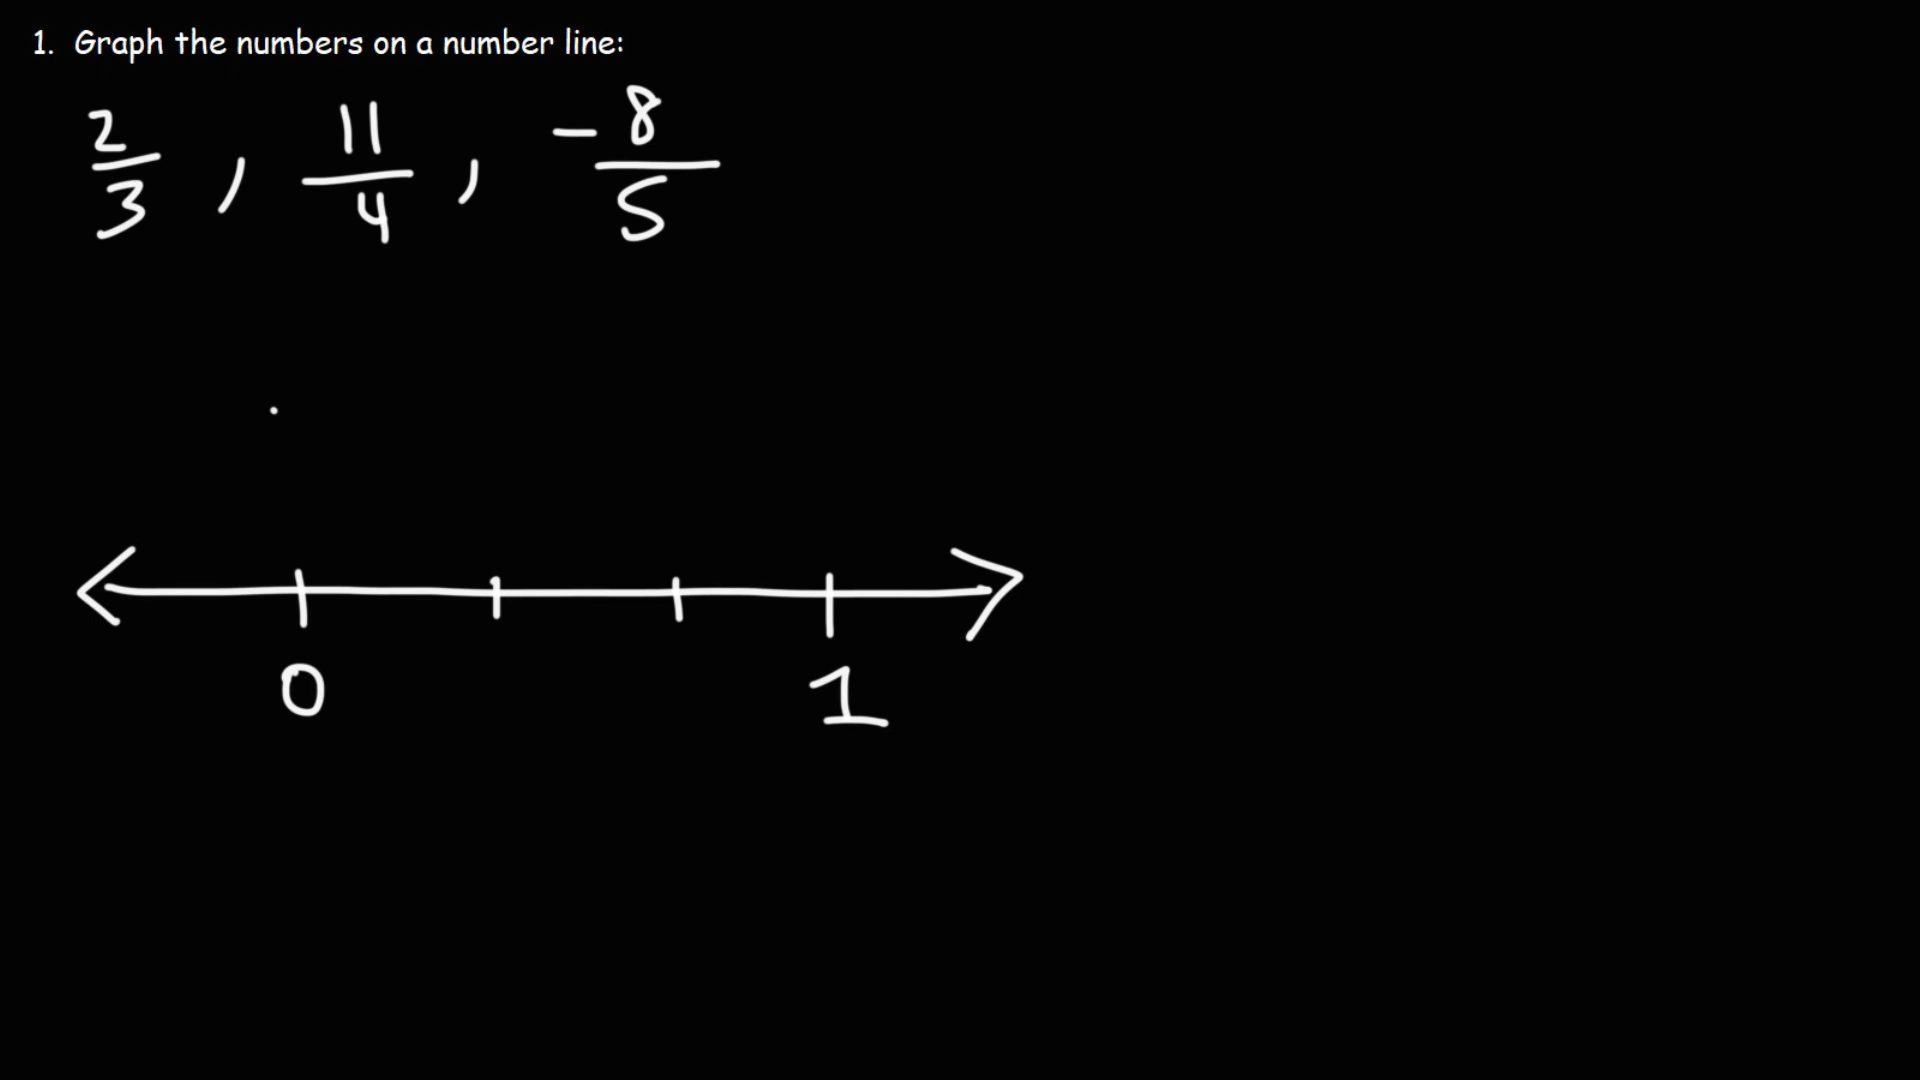 1. Graph the numbers on a number line:
2/3 , 11/4 , -8/5
0 1